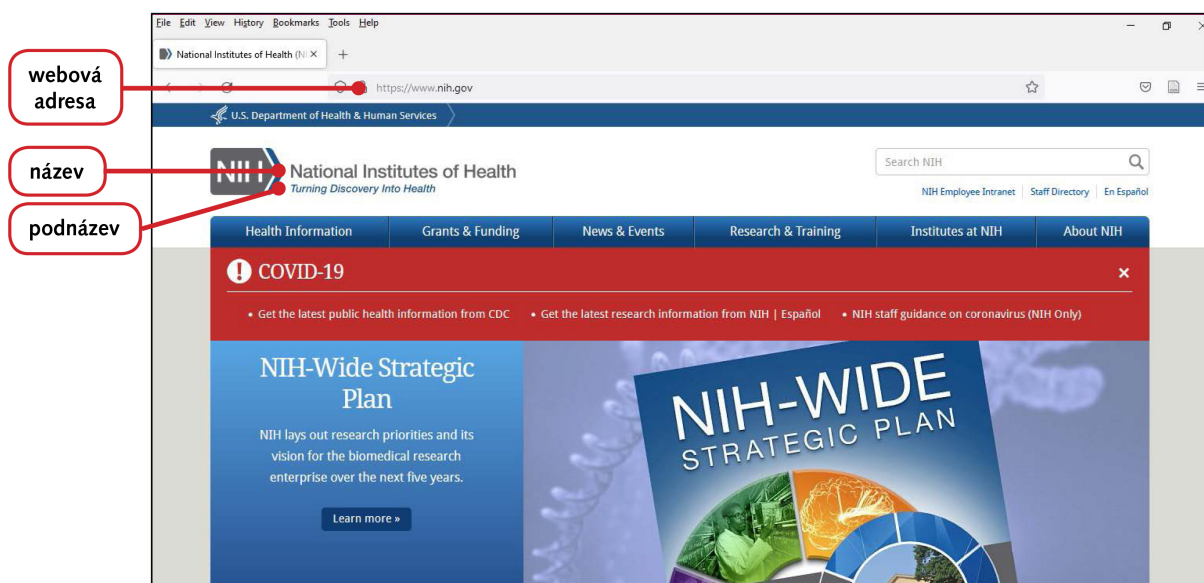 File Edit View History Bookmarks Tools Help
National Institutes of Health (NI
webová
adresa
https://www.nih.gov
U.S. Department of Health & Human Services
název
NIH
National Institutes of Health
Turning Discovery Into Health
podnázev
Search NIH
NIH Employee Intranet Staff Directory En Español
Health Information Grants & Funding News & Events Research & Training Institutes at NIH About NIH
COVID-19
• Get the latest public health information from CDC • Get the latest research information from NIH | Español • NIH staff guidance on coronavirus (NIH Only)
NIH-Wide Strategic
Plan
NIH lays out research priorities and its
vision for the biomedical research
enterprise over the next five years.
Learn more »
NIH-WIDE
STRATEGIC PLAN